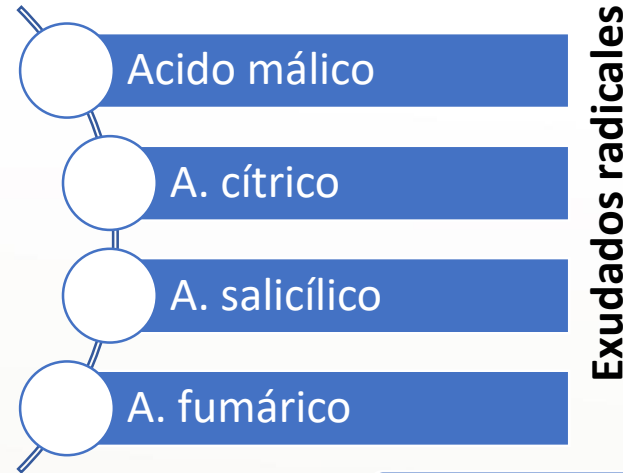 Acido málico
A. cítrico
A. salicílico
A. fumárico
Exudados radicales